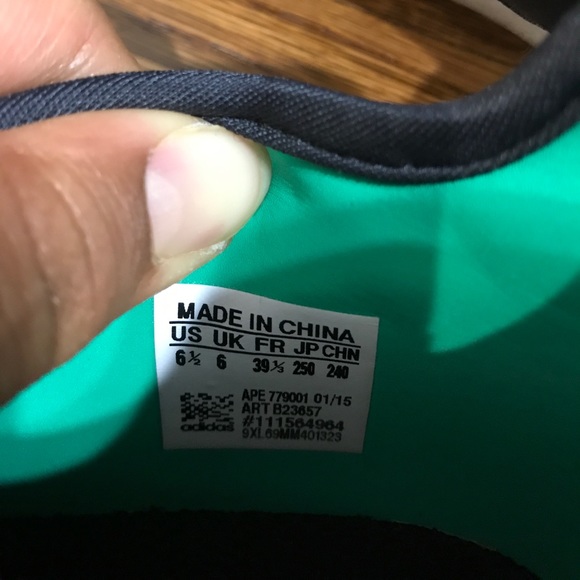 MADE IN CHINA
US UK FR JP CHN
6½ 6 39⅓ 250 240
APE 779001 01/15
ART B23657
#111564964
9XL69MM401323
adidas